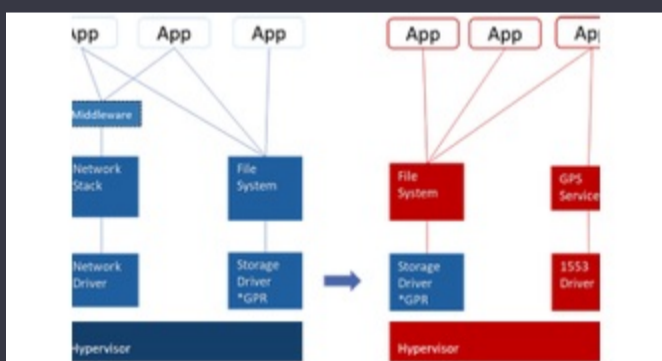 App
App
App
App
App
App
Middleware
Network
Stack
File
System
File
System
GPS
Service
Network
Driver
Storage
Driver
*GPR
Storage
Driver
*GPR
1553
Driver
Hypervisor
Hypervisor